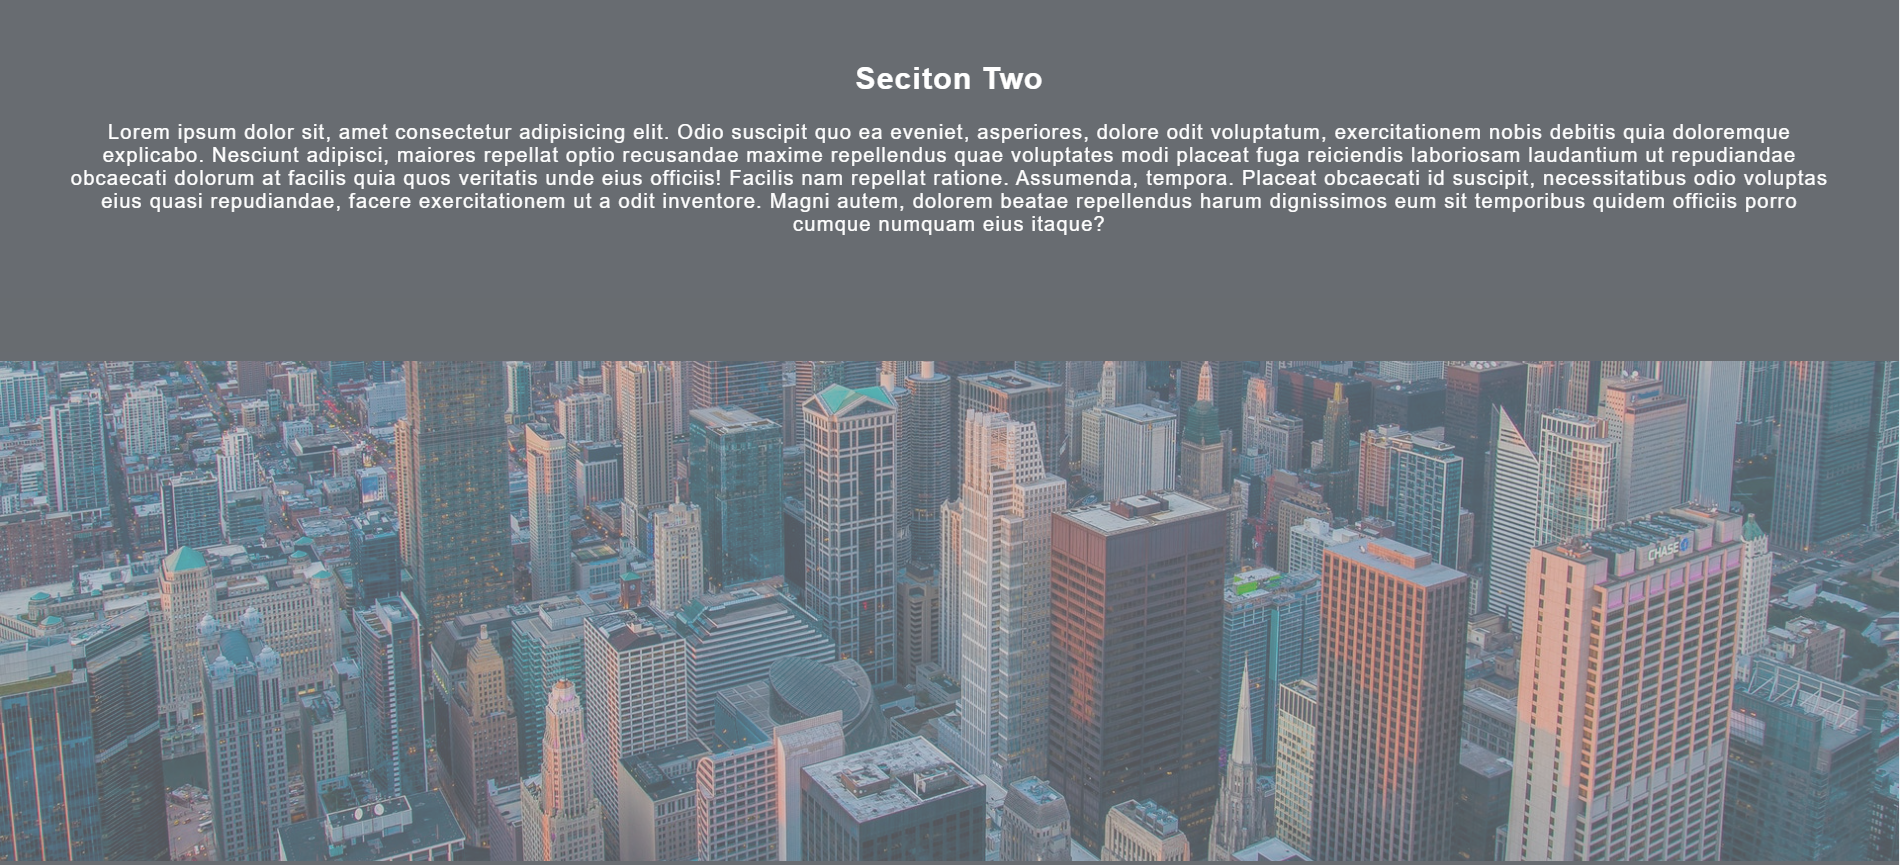 Seciton Two
Lorem ipsum dolor sit, amet consectetur adipisicing elit. Odio suscipit quo ea eveniet, asperiores, dolore odit voluptatum, exercitationem nobis debitis quia doloremque
explicabo. Nesciunt adipisci, maiores repellat optio recusandae maxime repellendus quae voluptates modi placeat fuga reiciendis laboriosam laudantium ut repudiandae
obcaecati dolorum at facilis quia quos veritatis unde eius officiis! Facilis nam repellat ratione. Assumenda, tempora. Placeat obcaecati id suscipit, necessitatibus odio voluptas
eius quasi repudiandae, facere exercitationem ut a odit inventore. Magni autem, dolorem beatae repellendus harum dignissimos eum sit temporibus quidem officiis porro
cumque numquam eius itaque?
CHASE